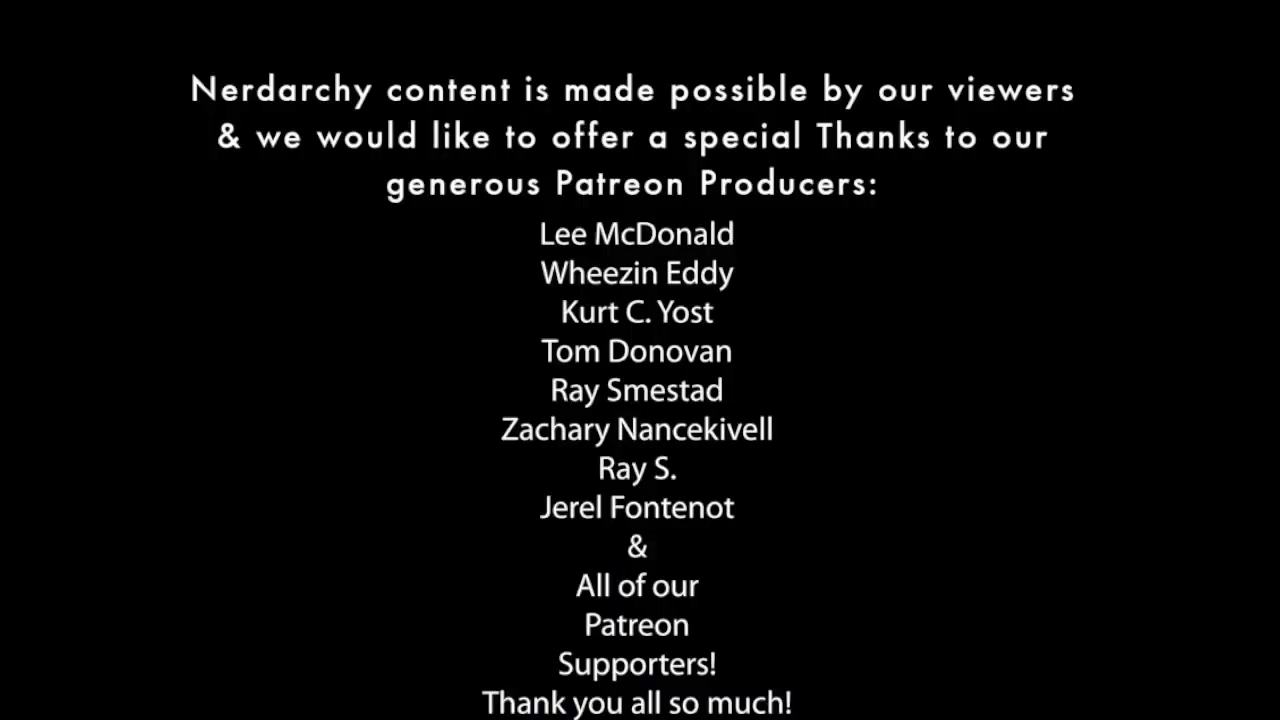 Nerdarchy content is made possible by our viewers
& we would like to offer a special Thanks to our
generous Patreon Producers:
Lee McDonald
Wheezin Eddy
Kurt C. Yost
Tom Donovan
Ray Smestad
Zachary Nancekivell
Ray S.
Jerel Fontenot
&
All of our
Patreon
Supporters!
Thank you all so much!